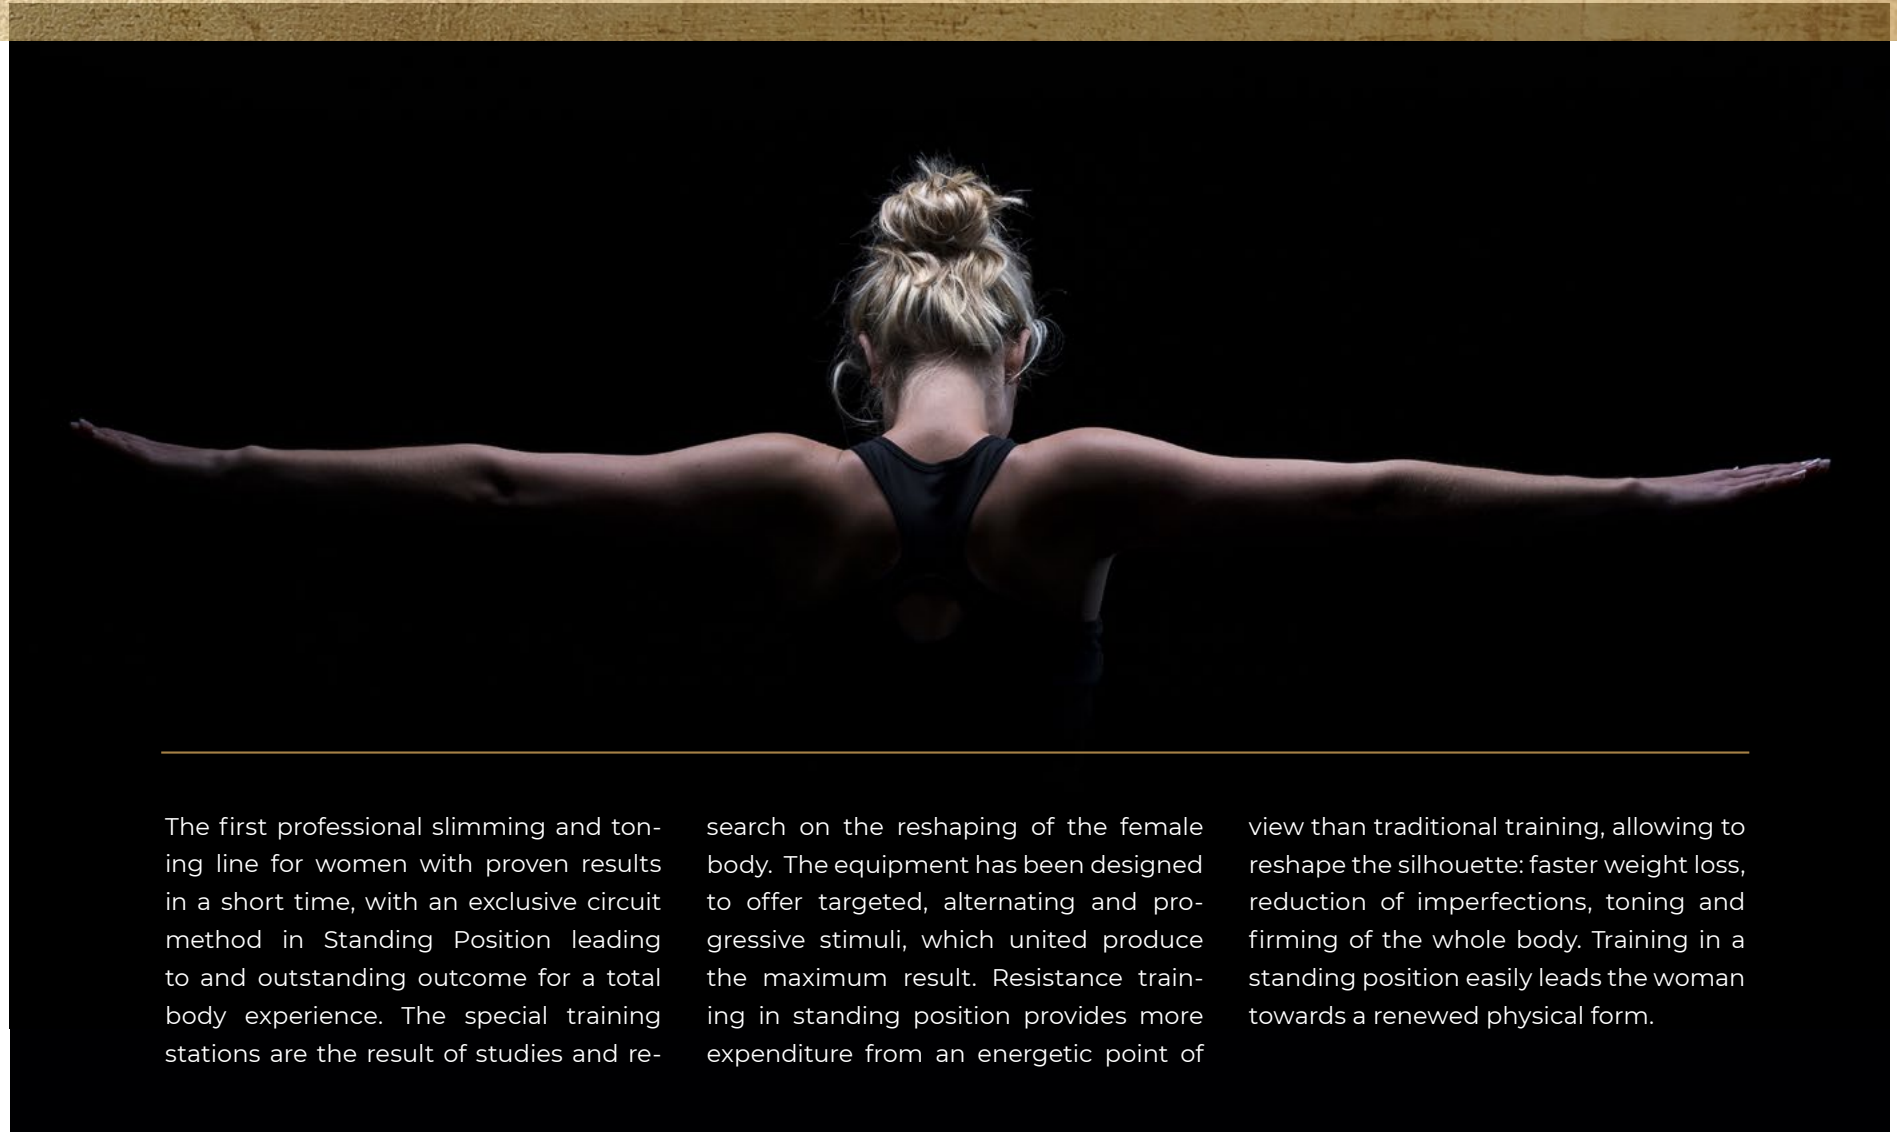 The first professional slimming and ton-
ing line for women with proven results
in a short time, with an exclusive circuit
method in Standing Position leading
to and outstanding outcome for a total
body experience. The special training
stations are the result of studies and re-
search on the reshaping of the female
body. The equipment has been designed
to offer targeted, alternating and pro-
gressive stimuli, which united produce
the maximum result. Resistance train-
ing in standing position provides more
expenditure from an energetic point of
view than traditional training, allowing to
reshape the silhouette: faster weight loss,
reduction of imperfections, toning and
firming of the whole body. Training in a
standing position easily leads the woman
towards a renewed physical form.